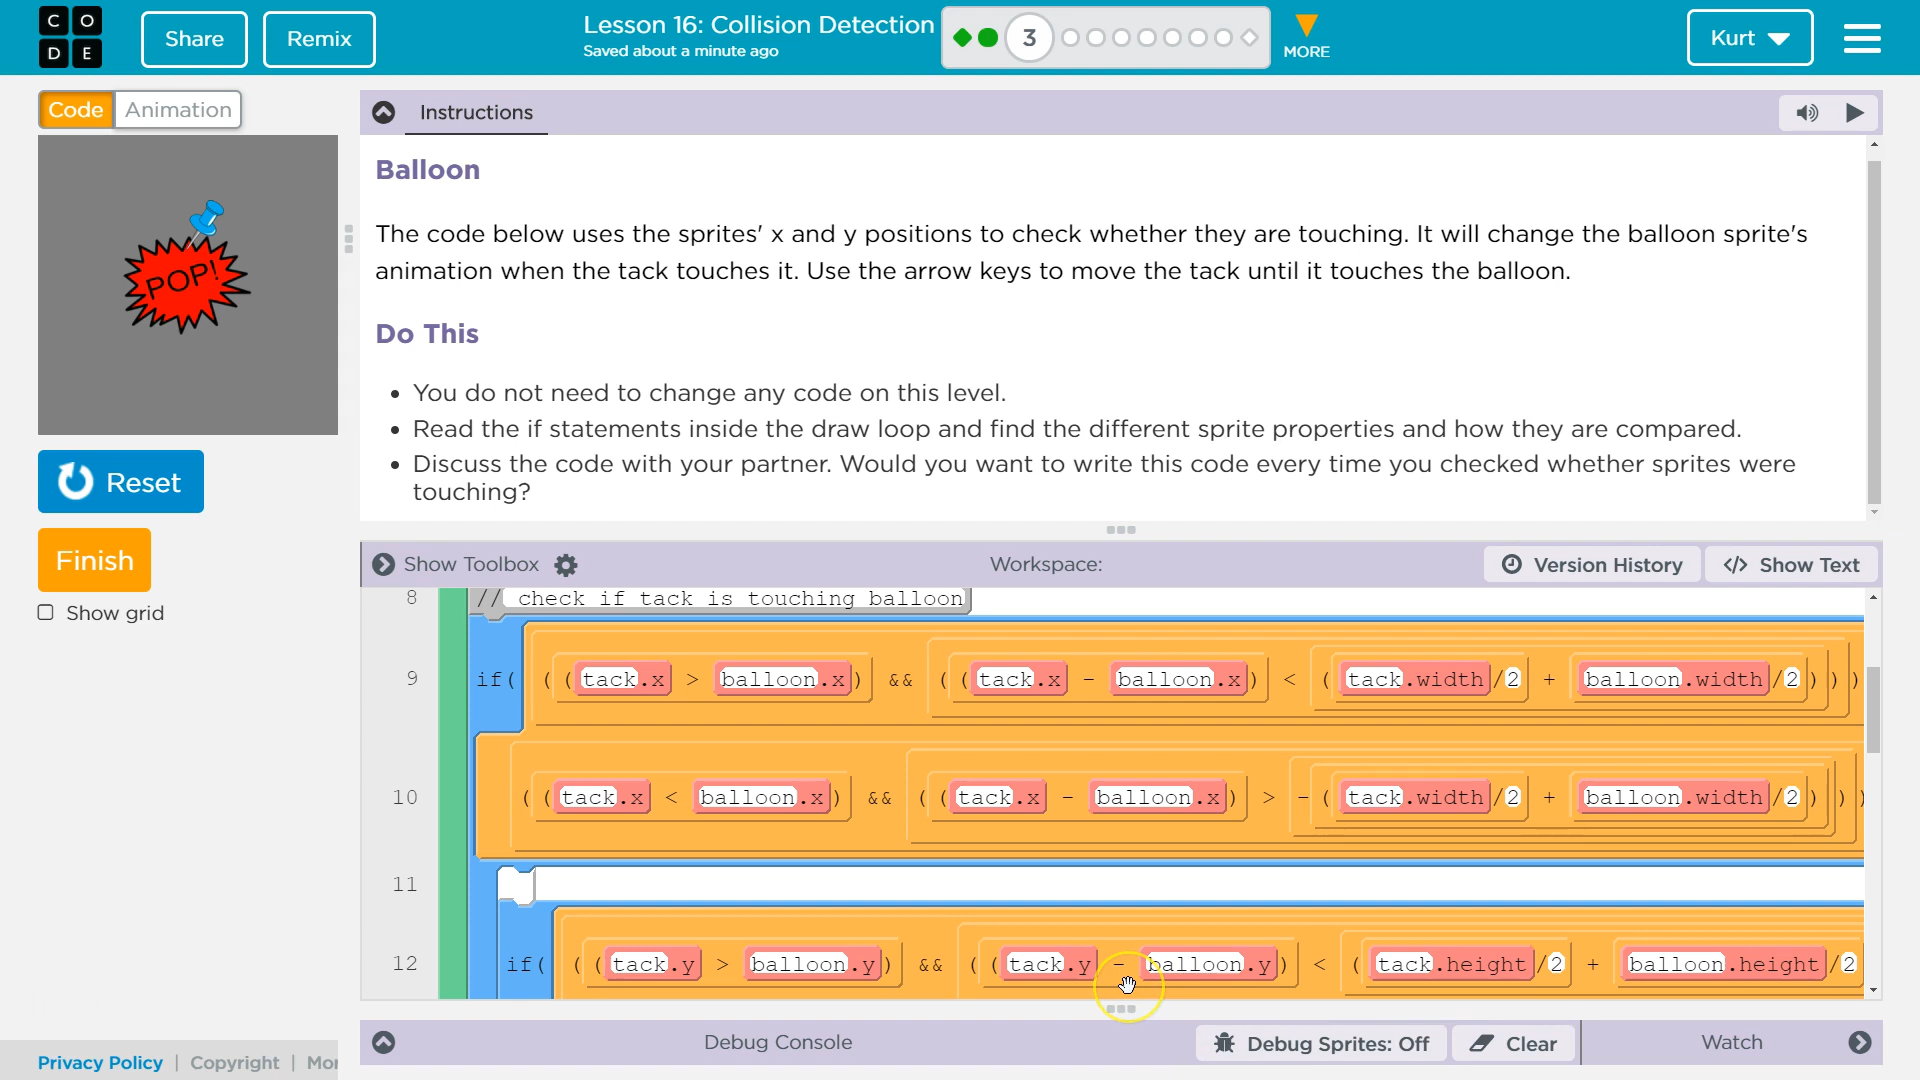 CODE
Share
Remix
Lesson 16: Collision Detection
Saved about a minute ago
3
MORE
Kurt
Code
Animation
Instructions
POP!
Balloon
The code below uses the sprites' x and y positions to check whether they are touching. It will change the balloon sprite's
animation when the tack touches it. Use the arrow keys to move the tack until it touches the balloon.
Do This
• You do not need to change any code on this level.
• Read the if statements inside the draw loop and find the different sprite properties and how they are compared.
• Discuss the code with your partner. Would you want to write this code every time you checked whether sprites were
touching?
Reset
Finish
Show grid
Show Toolbox
Workspace:
Version History
</> Show Text
8 // check if tack is touching balloon
9 if( ((tack.x > balloon.x) && ((tack.x - balloon.x) < (tack.width/2 + balloon.width/2)))
10 ((tack.x < balloon.x) && ((tack.x - balloon.x) > -(tack.width/2 + balloon.width/2)))
11
12 if( ((tack.y > balloon.y) && ((tack.y - balloon.y) < (tack.height/2 + balloon.height/2
Debug Console
Debug Sprites: Off
Clear
Watch
Privacy Policy | Copyright | Mor